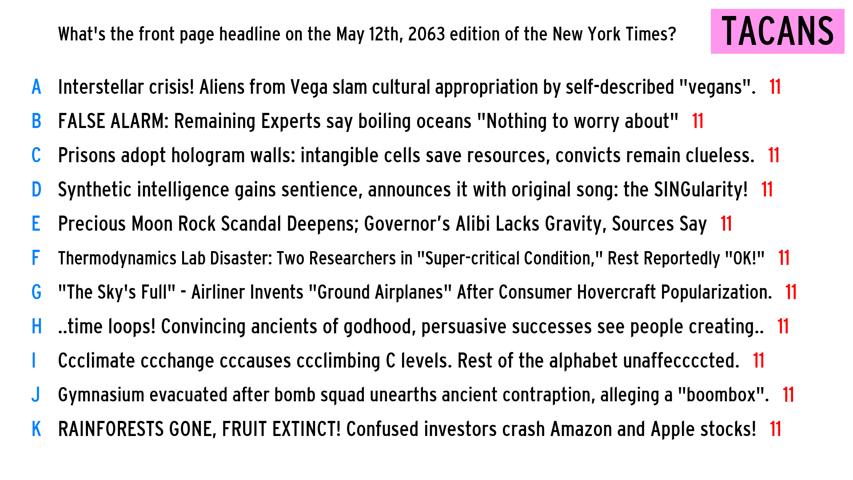 What's the front page headline on the May 12th, 2063 edition of the New York Times?
TACANS
A Interstellar crisis! Aliens from Vega slam cultural appropriation by self-described "vegans". 11
B FALSE ALARM: Remaining Experts say boiling oceans "Nothing to worry about" 11
C Prisons adopt hologram walls: intangible cells save resources, convicts remain clueless. 11
D Synthetic intelligence gains sentience, announces it with original song: the SINGularity! 11
E Precious Moon Rock Scandal Deepens; Governor’s Alibi Lacks Gravity, Sources Say 11
F Thermodynamics Lab Disaster: Two Researchers in "Super-critical Condition," Rest Reportedly "OK!" 11
G "The Sky's Full" - Airliner Invents "Ground Airplanes" After Consumer Hovercraft Popularization. 11
H ..time loops! Convincing ancients of godhood, persuasive successes see people creating.. 11
I Ccclimate ccchange cccauses ccclimbing C levels. Rest of the alphabet unaffecccccted. 11
J Gymnasium evacuated after bomb squad unearths ancient contraption, alleging a "boombox". 11
K RAINFORESTS GONE, FRUIT EXTINCT! Confused investors crash Amazon and Apple stocks! 11